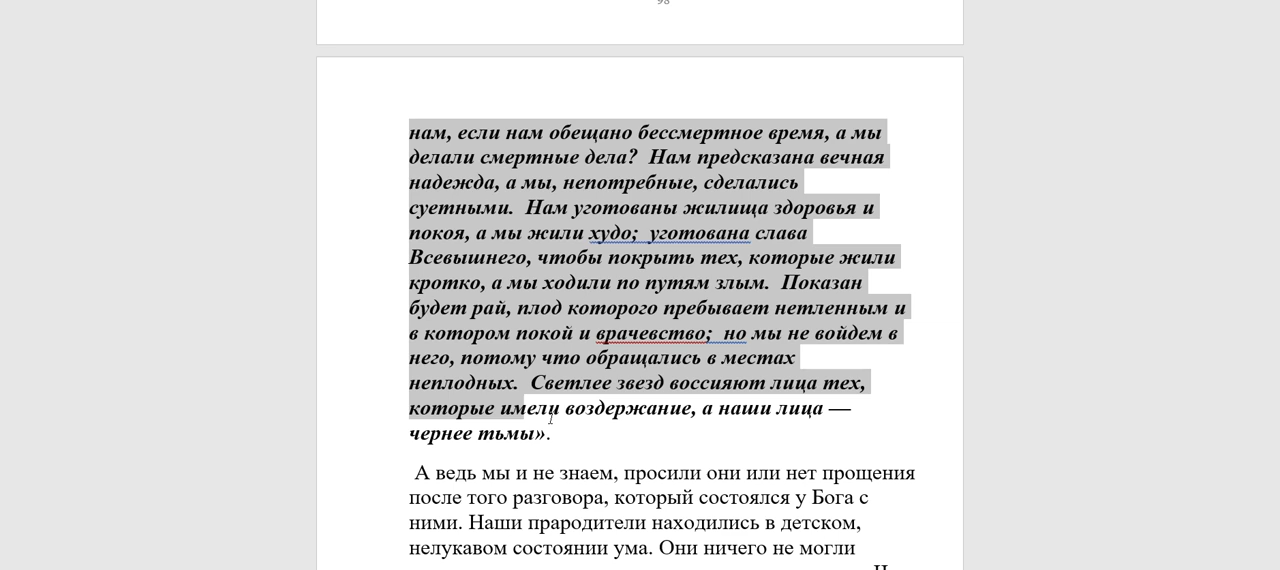 98
нам, если нам обещано бессмертное время, а мы
делали смертные дела?  Нам предсказана вечная
надежда, а мы, непотребные, сделались
суетными.  Нам уготованы жилища здоровья и
покоя, а мы жили худо;  уготована слава
Всевышнего, чтобы покрыть тех, которые жили
кротко, а мы ходили по путям злым.  Показан
будет рай, плод которого пребывает нетленным и
в котором покой и врачевство;  но мы не войдем в
него, потому что обращались в местах
неплодных.  Светлее звезд воссияют лица тех,
которые имели воздержание, а наши лица —
чернее тьмы».
А ведь мы и не знаем, просили они или нет прощения
после того разговора, который состоялся у Бога с
ними. Наши прародители находились в детском,
нелукавом состоянии ума. Они ничего не могли